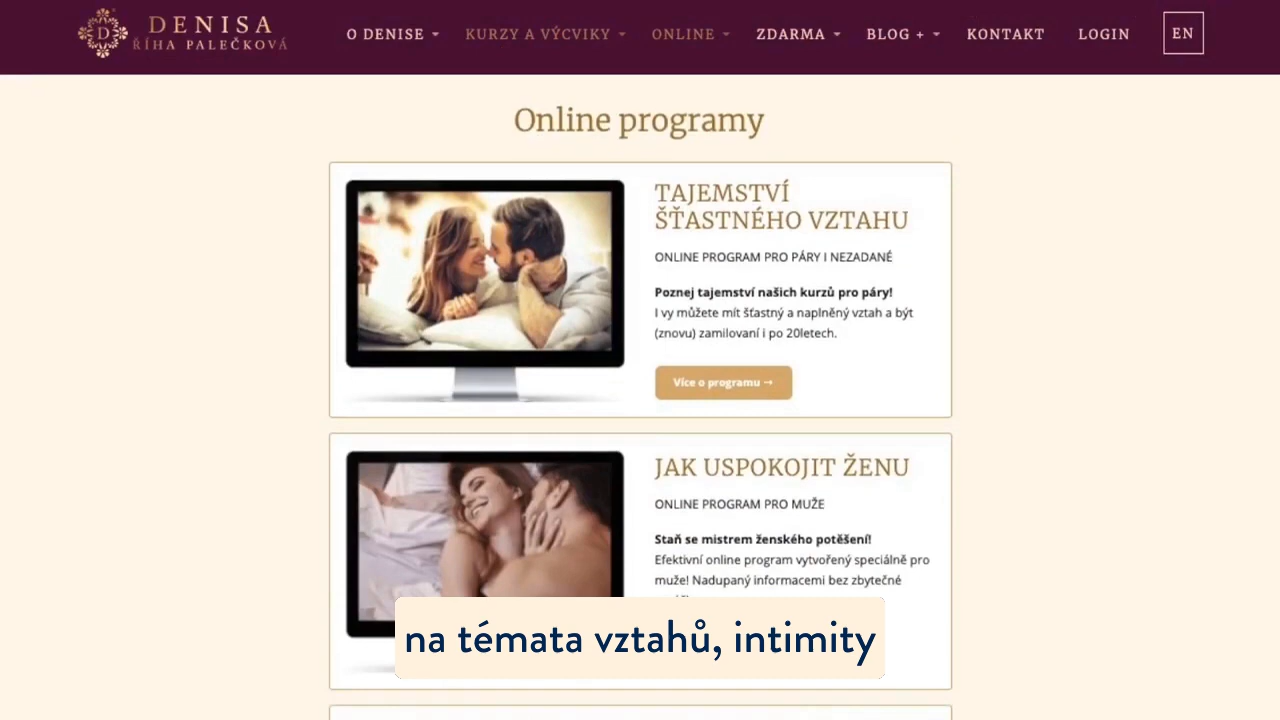 DENISA
ŘÍHA PALEČKOVÁ
O DENISE
KURZY A VÝCVIKY
ONLINE
ZDARMA
BLOG +
KONTAKT
LOGIN
EN
Online programy
TAJEMSTVÍ
ŠŤASTNÉHO VZTAHU
ONLINE PROGRAM PRO PÁRY I NEZADANÉ
Poznej tajemství našich kurzů pro páry!
I vy můžete mít šťastný a naplněný vztah a být
(znovu) zamilovaní i po 20letech.
Více o programu →
JAK USPOKOJIT ŽENU
ONLINE PROGRAM PRO MUŽE
Staň se mistrem ženského potěšení!
Efektivní online program vytvořený speciálně pro
muže! Nadupaný informacemi bez zbytečné
na témata vztahů, intimity